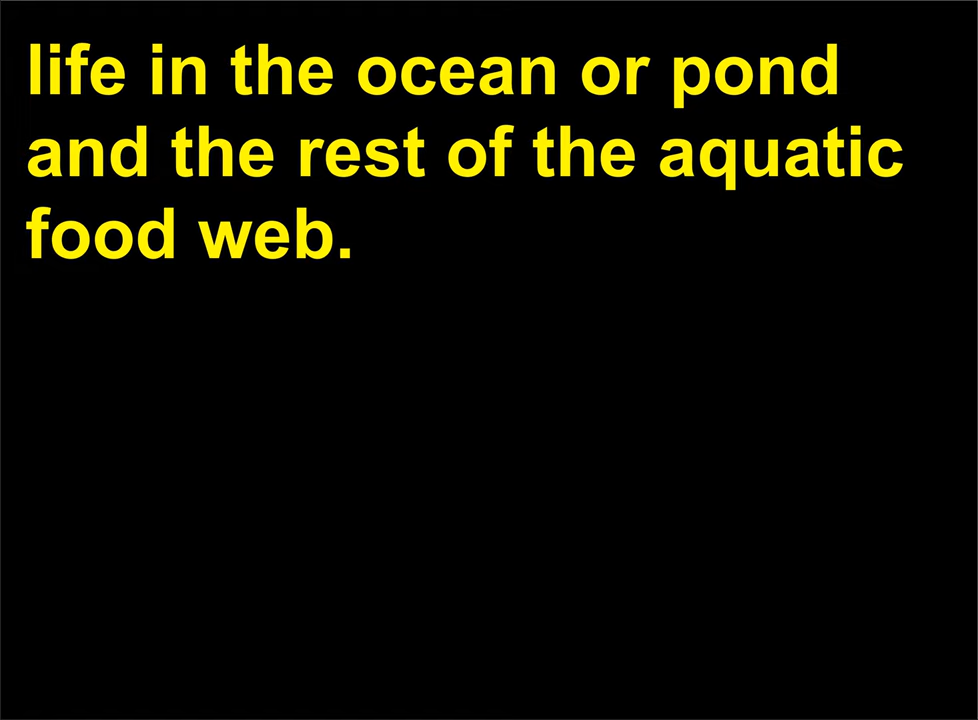 life in the ocean or pond
and the rest of the aquatic
food web.